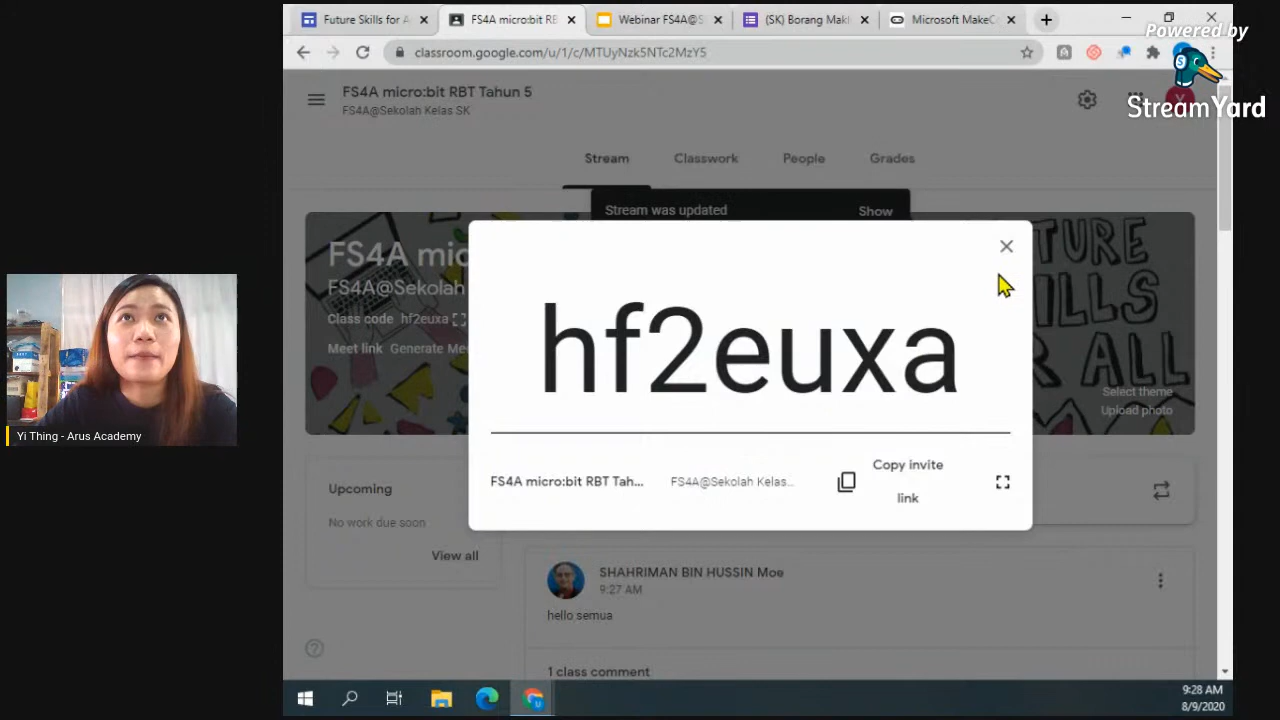 Future Skills for A
FS4A micro:bit RB
Webinar FS4A@S
(SK) Borang Mak
Microsoft MakeC
Powered by
StreamYard
classroom.google.com/u/1/c/MTUyNzk5NTc2MzY5
FS4A micro:bit RBT Tahun 5
FS4A@Sekolah Kelas SK
Stream
Classwork
People
Grades
Stream was updated
Show
FS4A mic
FS4A@Sekolah
Class code hf2euxa
Meet link Generate Me
hf2euxa
FS4A micro:bit RBT Tah...
FS4A@Sekolah Kelas...
Copy invite
link
Select theme
Upload photo
Upcoming
No work due soon
View all
SHAHRIMAN BIN HUSSIN Moe
9:27 AM
hello semua
1 class comment
Yi Thing - Arus Academy
9:28 AM
8/9/2020